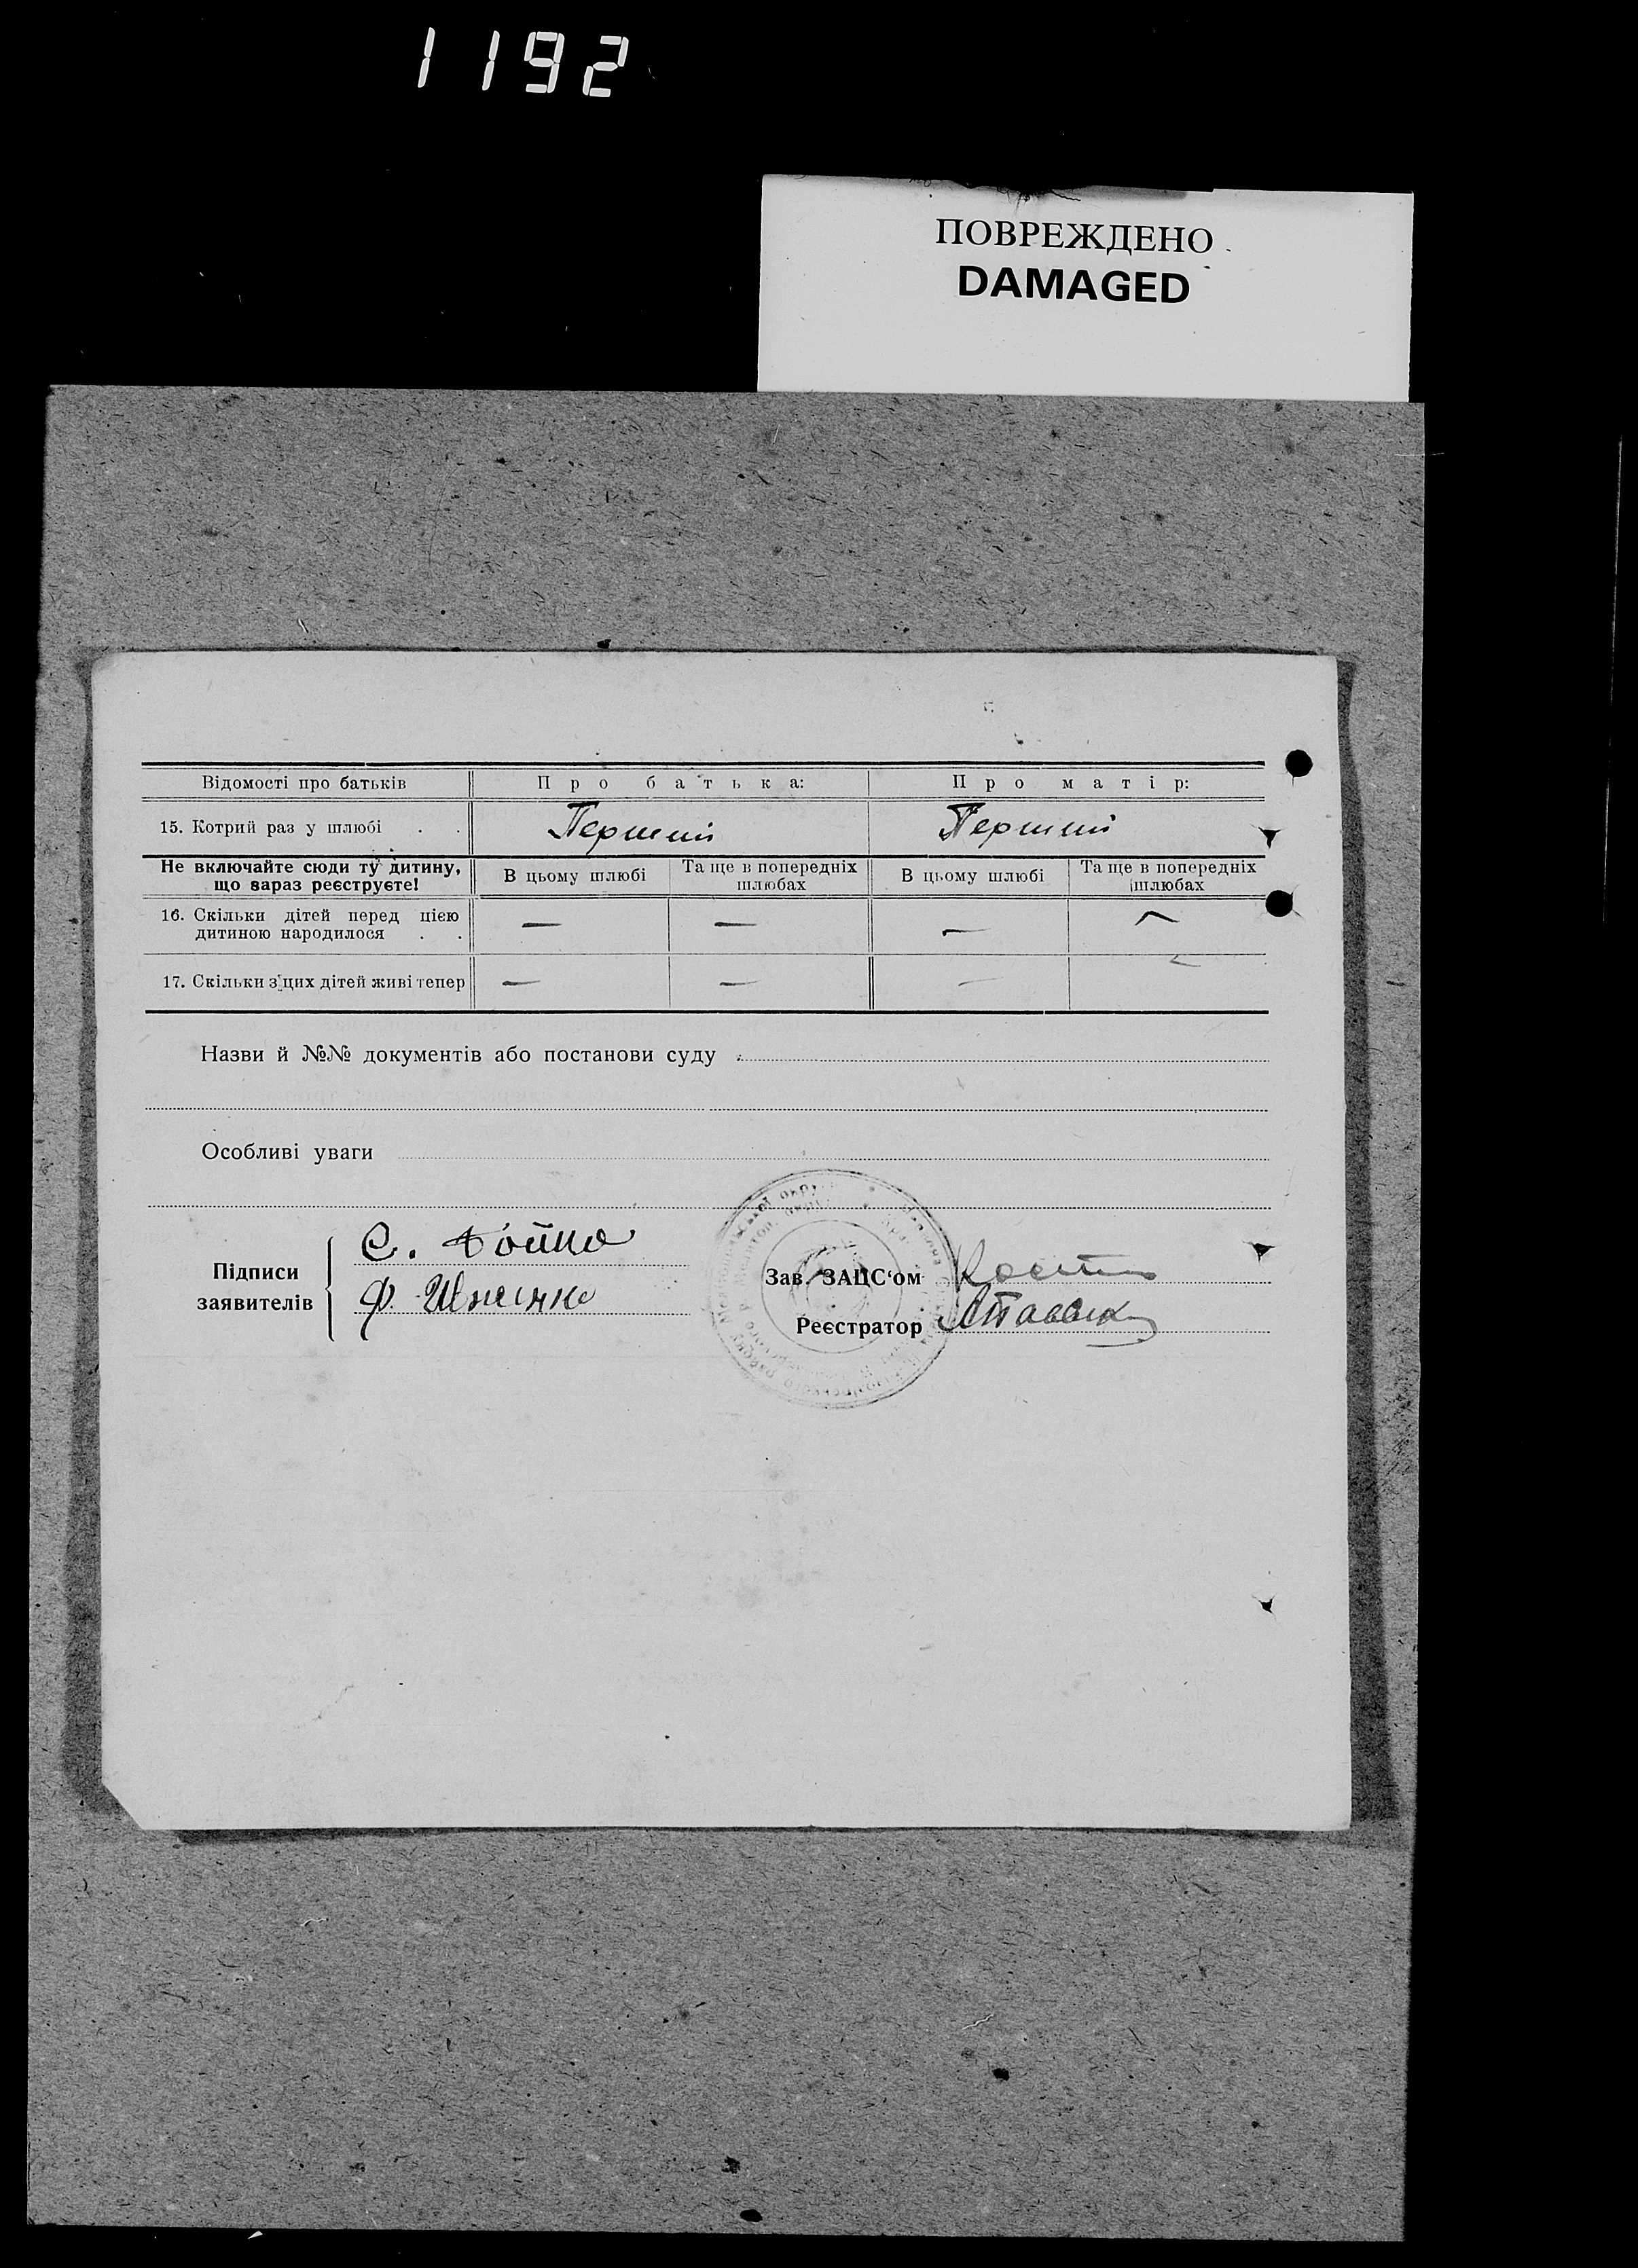 1192
ПОВРЕЖДЕНО
DAMAGED
Відомості про батьків Про батька: Про матір:
15. Котрий раз у шлюбі . . Перший Перший
Не включайте сюди ту дитину, що зараз реєструєте! В цьому шлюбі Та ще в попередніх шлюбах В цьому шлюбі Та ще в попередніх шлюбах
16. Скільки дітей перед цією — — — —
дитиною народилося . .
17. Скільки з цих дітей живі тепер — — — —
Назви й №№ документів або постанови суду
Особливі уваги
Підписи заявителів
С. Бойко
Ф.
Зав. ЗАЦС‘ом
Реєстратор